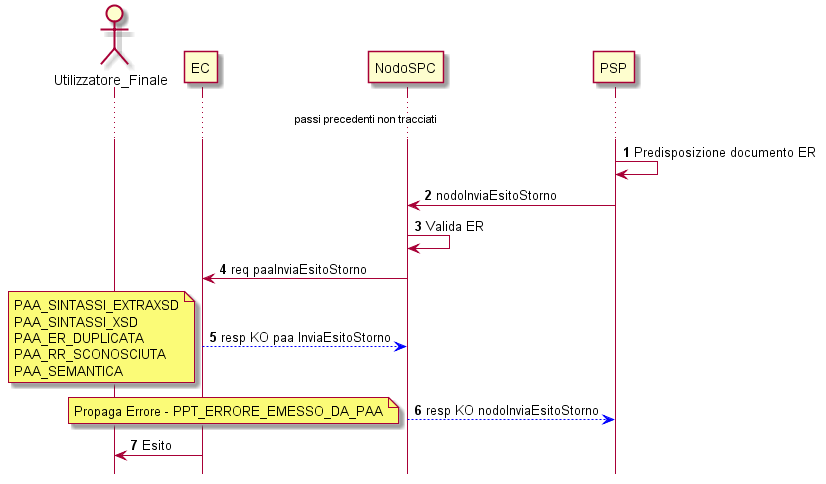 Utilizzatore_Finale
EC
NodoSPC
PSP
passi precedenti non tracciati
1 Predisposizione documento ER
2 nodoInviaEsitoStorno
3 Valida ER
4 req paaInviaEsitoStorno
PAA_SINTASSI_EXTRAXSD
PAA_SINTASSI_XSD
PAA_ER_DUPLICATA
PAA_RR_SCONOSCIUTA
PAA_SEMANTICA
5 resp KO paa InviaEsitoStorno
Propaga Errore - PPT_ERRORE_EMESSO_DA_PAA
6 resp KO nodoInviaEsitoStorno
7 Esito